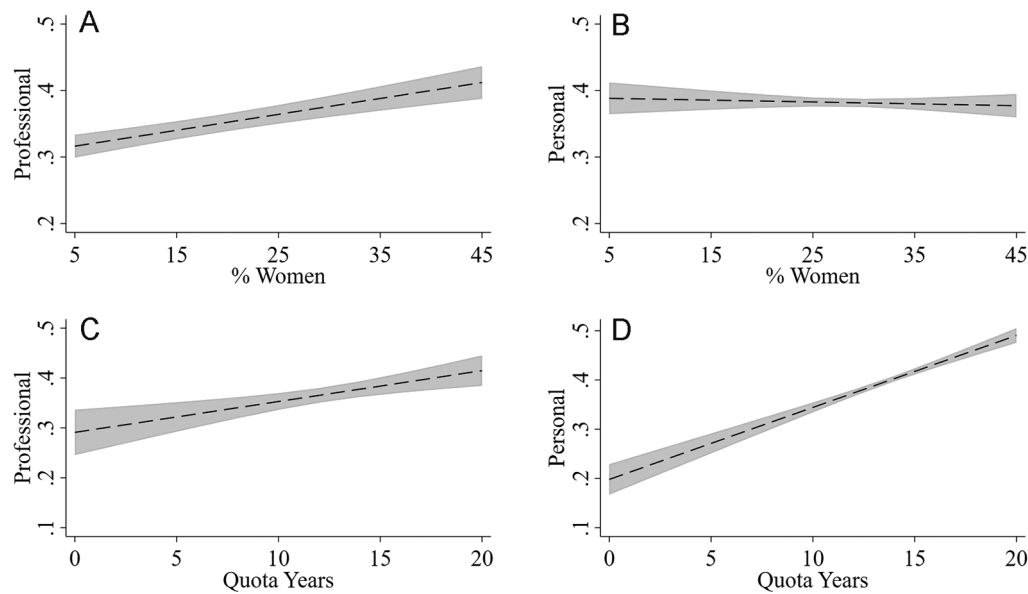 A
Professional
.5
.4
.3
.2
5 15 25 35 45
% Women
B
Personal
.5
.4
.3
.2
5 15 25 35 45
% Women
C
Professional
.5
.4
.3
.2
.1
0 5 10 15 20
Quota Years
D
Personal
.5
.4
.3
.2
.1
0 5 10 15 20
Quota Years